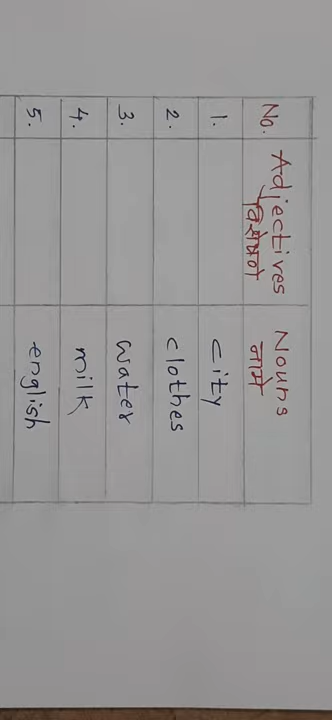 No. Adjectives Nouns
विशेषणे नामे
1. city
2. clothes
3. water
4. milk
5. english